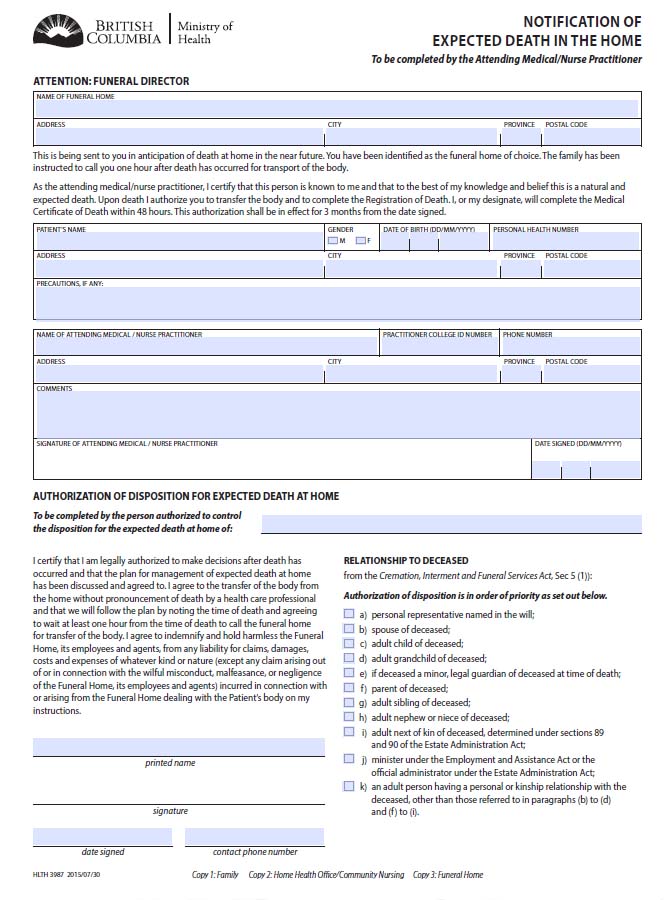 BRITISH COLUMBIA
Ministry of Health
NOTIFICATION OF
EXPECTED DEATH IN THE HOME
To be completed by the Attending Medical/Nurse Practitioner
ATTENTION: FUNERAL DIRECTOR
NAME OF FUNERAL HOME
ADDRESS CITY PROVINCE POSTAL CODE
This is being sent to you in anticipation of death at home in the near future. You have been identified as the funeral home of choice. The family has been
instructed to call you one hour after death has occurred for transport of the body.
As the attending medical/nurse practitioner, I certify that this person is known to me and that to the best of my knowledge and belief this is a natural and
expected death. Upon death I authorize you to transfer the body and to complete the Registration of Death. I, or my designate, will complete the Medical
Certificate of Death within 48 hours. This authorization shall be in effect for 3 months from the date signed.
PATIENT'S NAME GENDER DATE OF BIRTH (DD/MM/YYYY) PERSONAL HEALTH NUMBER
M F
ADDRESS CITY PROVINCE POSTAL CODE
PRECAUTIONS, IF ANY:
NAME OF ATTENDING MEDICAL / NURSE PRACTITIONER PRACTITIONER COLLEGE ID NUMBER PHONE NUMBER
ADDRESS CITY PROVINCE POSTAL CODE
COMMENTS
SIGNATURE OF ATTENDING MEDICAL / NURSE PRACTITIONER DATE SIGNED (DD/MM/YYYY)
AUTHORIZATION OF DISPOSITION FOR EXPECTED DEATH AT HOME
To be completed by the person authorized to control
the disposition for the expected death at home of:
I certify that I am legally authorized to make decisions after death has
occurred and that the plan for management of expected death at home
has been discussed and agreed to. I agree to the transfer of the body from
the home without pronouncement of death by a health care professional
and that we will follow the plan by noting the time of death and agreeing
to wait at least one hour from the time of death to call the funeral home
for transfer of the body. I agree to indemnify and hold harmless the Funeral
Home, its employees and agents, from any liability for claims, damages,
costs and expenses of whatever kind or nature (except any claim arising out
of or in connection with the wilful misconduct, malfeasance, or negligence
of the Funeral Home, its employees and agents) incurred in connection with
or arising from the Funeral Home dealing with the Patient's body on my
instructions.
printed name
signature
date signed contact phone number
RELATIONSHIP TO DECEASED
from the Cremation, Interment and Funeral Services Act, Sec 5 (1)):
Authorization of disposition is in order of priority as set out below.
a) personal representative named in the will;
b) spouse of deceased;
c) adult child of deceased;
d) adult grandchild of deceased;
e) if deceased a minor, legal guardian of deceased at time of death;
f) parent of deceased;
g) adult sibling of deceased;
h) adult nephew or niece of deceased;
i) adult next of kin of deceased, determined under sections 89
and 90 of the Estate Administration Act;
j) minister under the Employment and Assistance Act or the
official administrator under the Estate Administration Act;
k) an adult person having a personal or kinship relationship with the
deceased, other than those referred to in paragraphs (b) to (d)
and (f) to (i).
HLTH 3987 2015/07/30 Copy 1: Family Copy 2: Home Health Office/Community Nursing Copy 3: Funeral Home